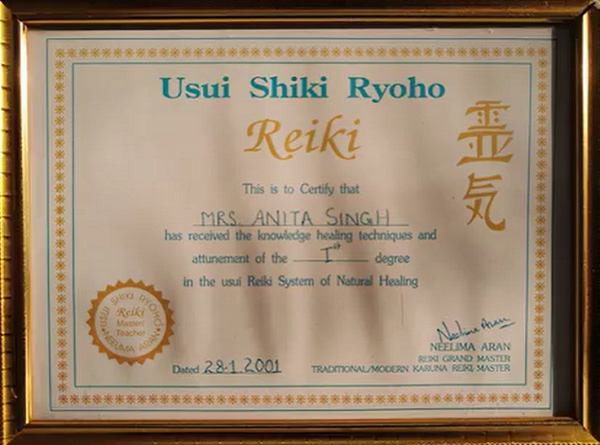 Usui Shiki Ryoho
Reiki
靈
気
This is to Certify that
MRS. ANITA SINGH
has received the knowledge healing techniques and
attunement of the Ist degree
in the usui Reiki System of Natural Healing
USUI SHIKI RYOHO
Reiki
Master/
Teacher
NEELIMA ARAN
Neelima Aran
NEELIMA ARAN
REIKI GRAND MASTER
Dated 28-1-2001
TRADITIONAL/MODERN KARUNA REIKI, MASTER